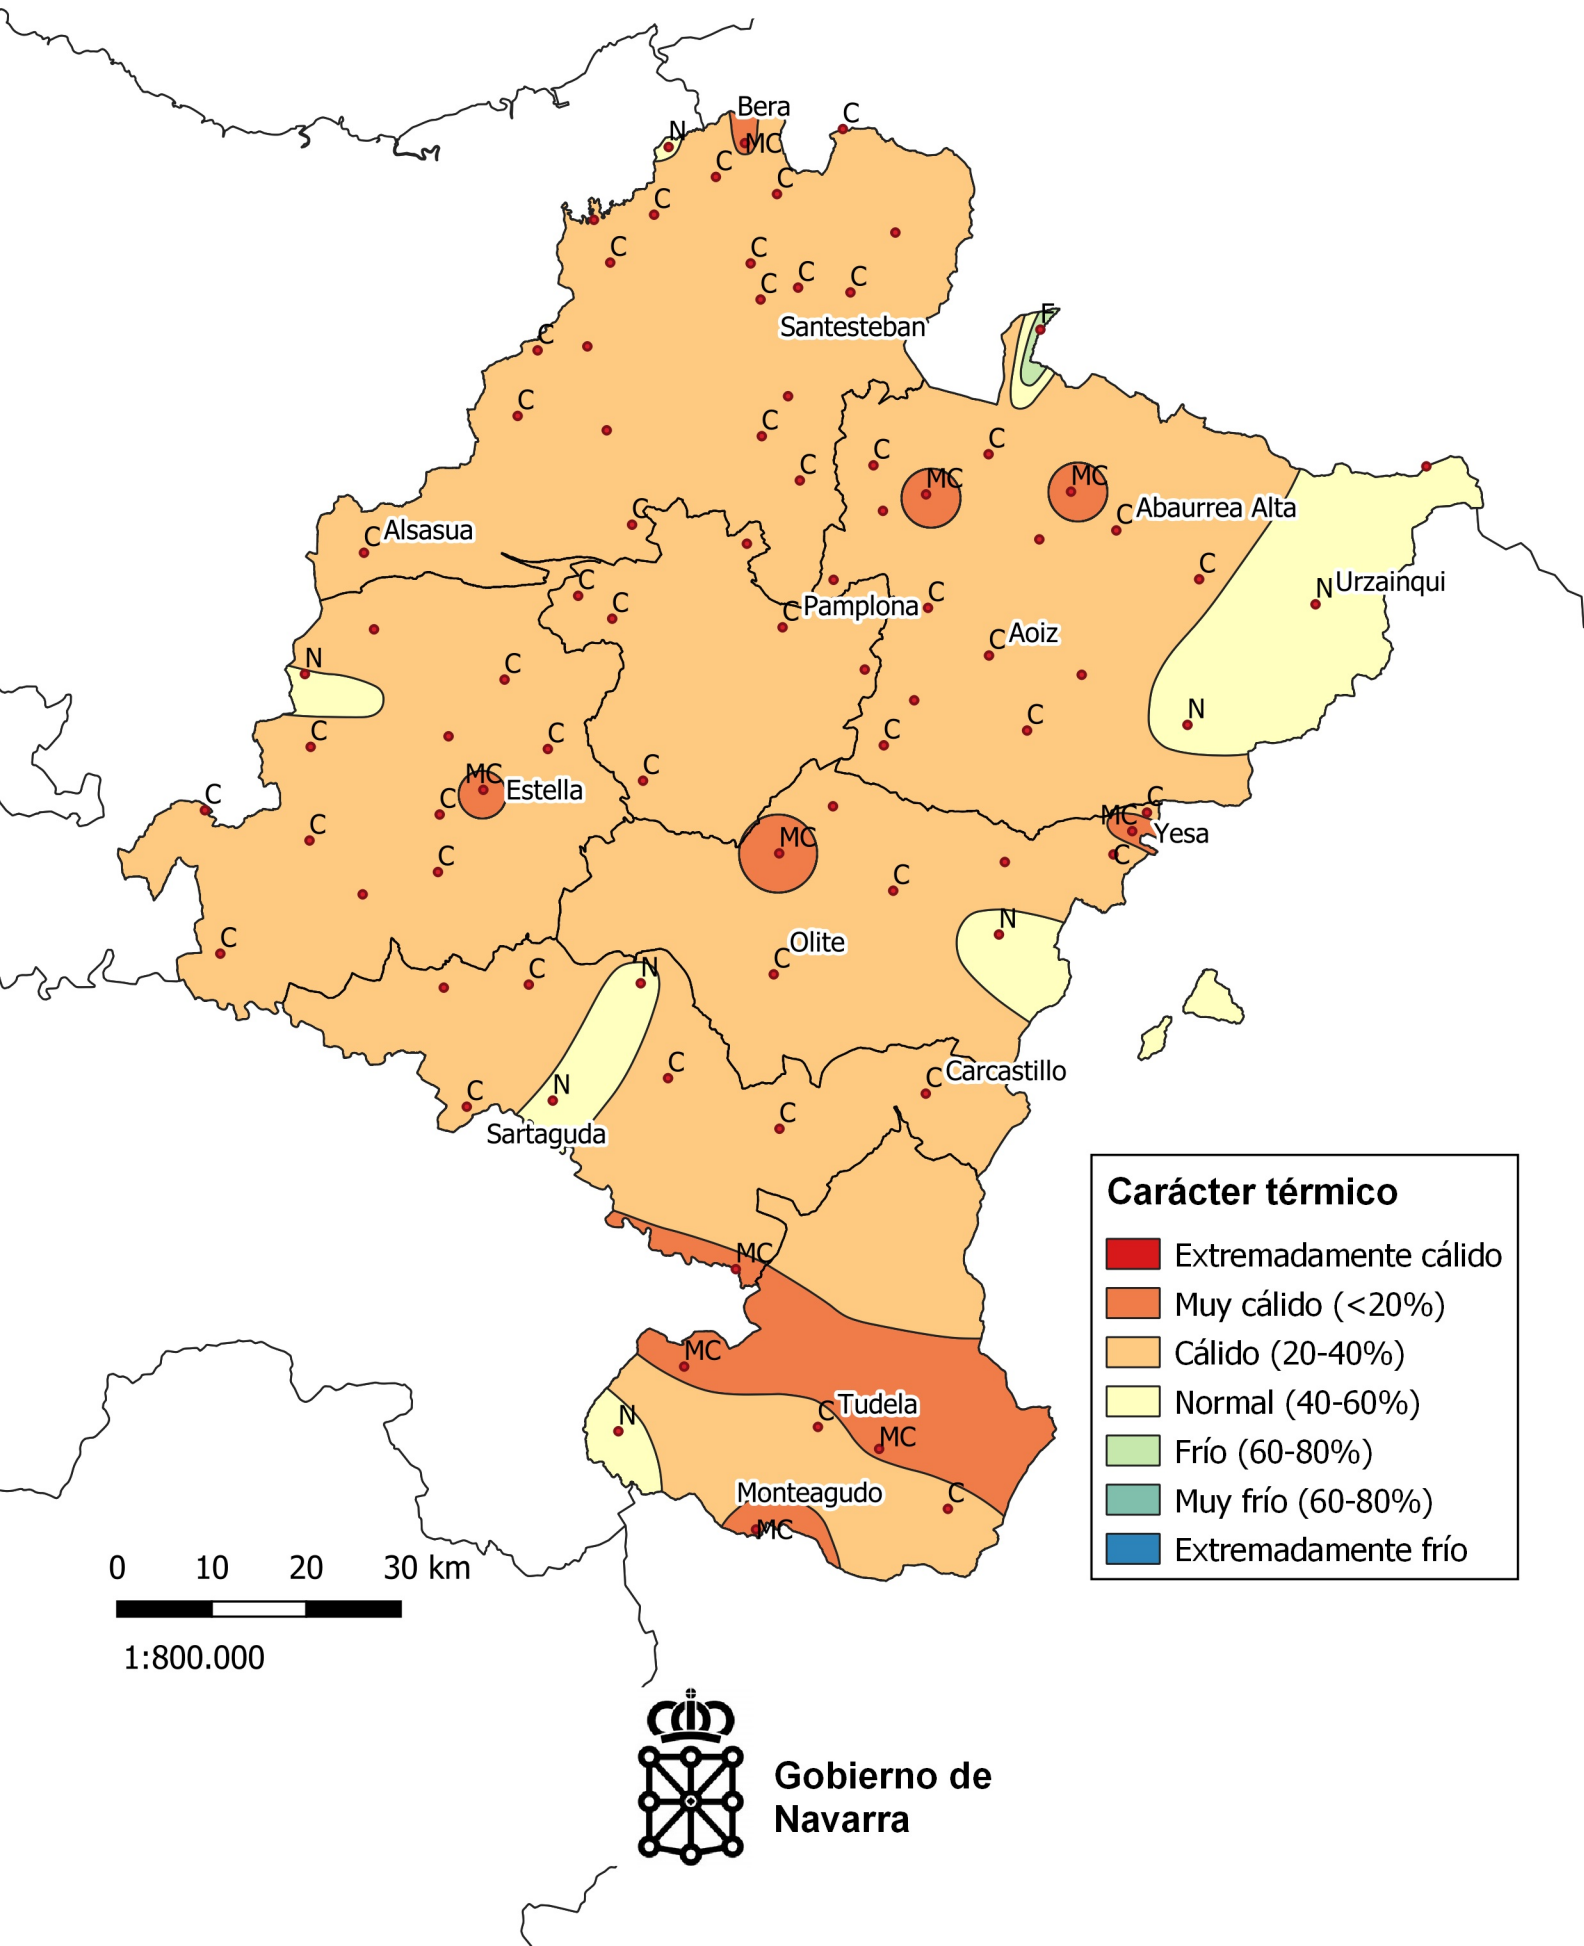 Bera
C
N
MC
C
C
C
C
C
C
C
C
Santesteban
F
C
C
C
C
C
C
MC
MC
C
Abaurrea Alta
C
Alsasua
C
C
C
C
N
Urzainqui
C
Pamplona
C
C
Aoiz
N
C
N
C
C
C
C
C
MC
Estella
C
C
C
MC
Yesa
C
MC
C
C
C
C
N
C
Olite
C
C
N
C
C
Carcastillo
C
N
C
Sartaguda
MC
MC
C
Tudela
N
MC
Monteagudo
C
MC
Carácter térmico
Extremadamente cálido
Muy cálido (<20%)
Cálido (20-40%)
Normal (40-60%)
Frío (60-80%)
Muy frío (60-80%)
Extremadamente frío
0 10 20 30 km
1:800.000
Gobierno de
Navarra